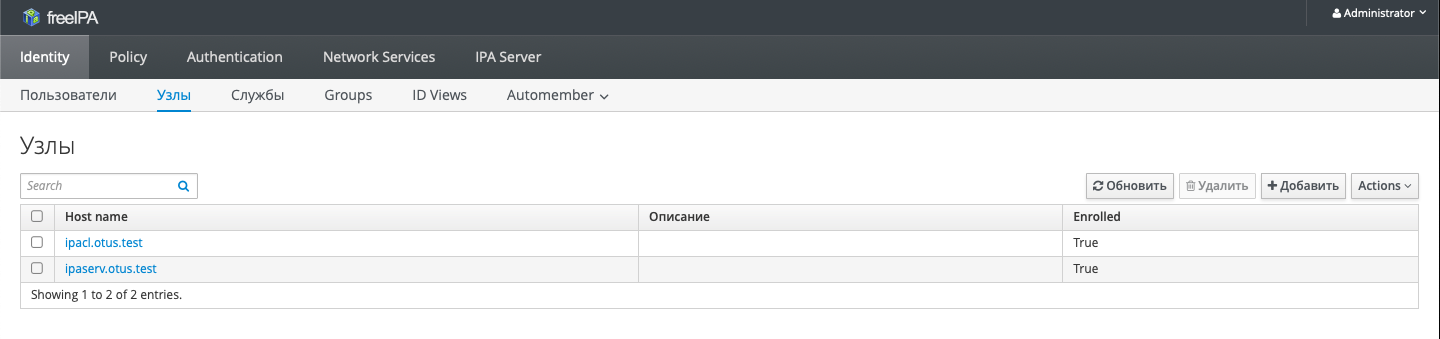 freeIPA Administrator
Identity Policy Authentication Network Services IPA Server
Пользователи Узлы Службы Groups ID Views Automember
Узлы
Search Обновить Удалить Добавить Actions
Host name Описание Enrolled
ipacl.otus.test True
ipaserv.otus.test True
Showing 1 to 2 of 2 entries.